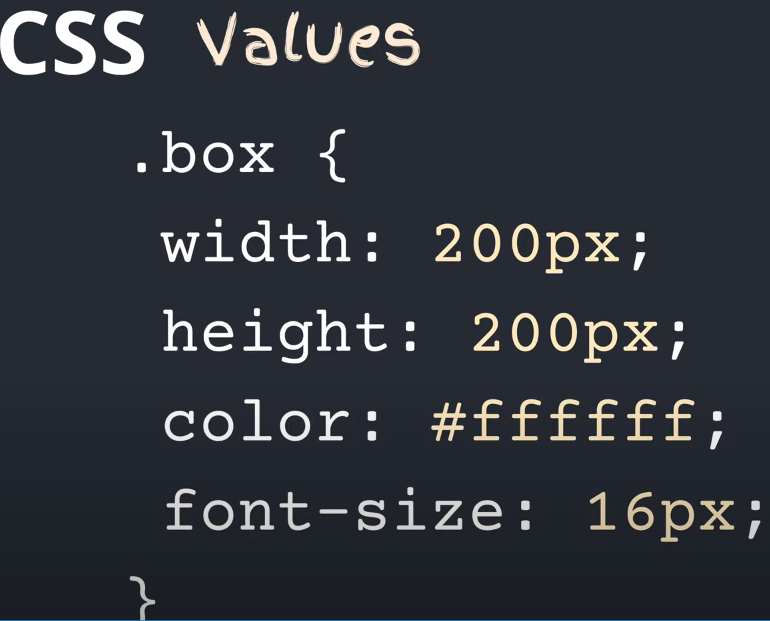 CSS Values
.box {
width: 200px;
height: 200px;
color: #ffffff;
font-size: 16px;
}